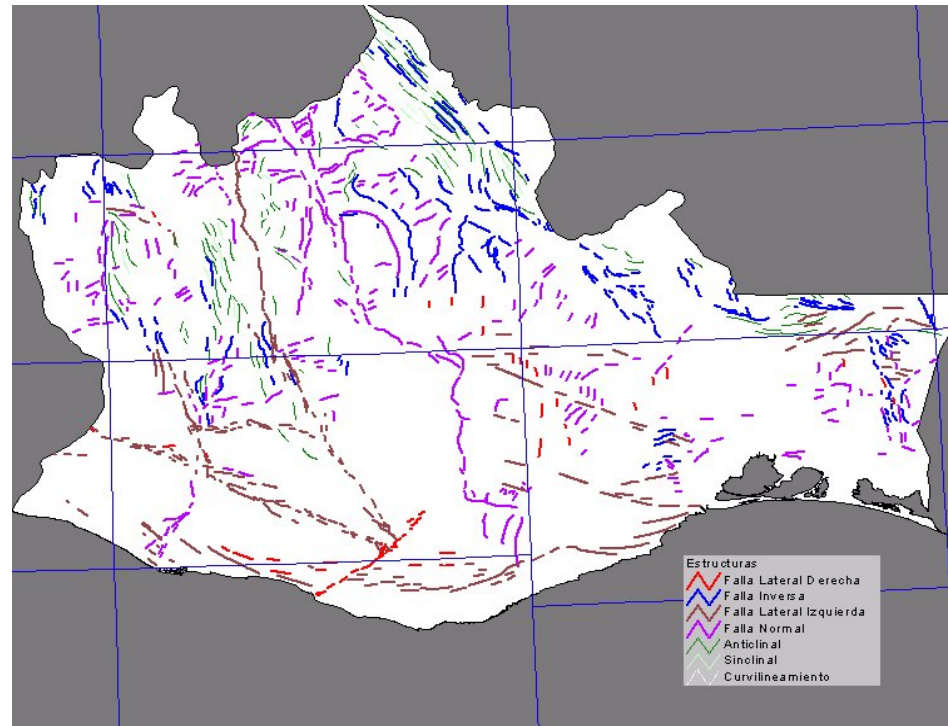 Estructuras
Falla Lateral Derecha
Falla Inversa
Falla Lateral Izquierda
Falla Normal
Anticlinal
Sinclinal
Curvilineamiento